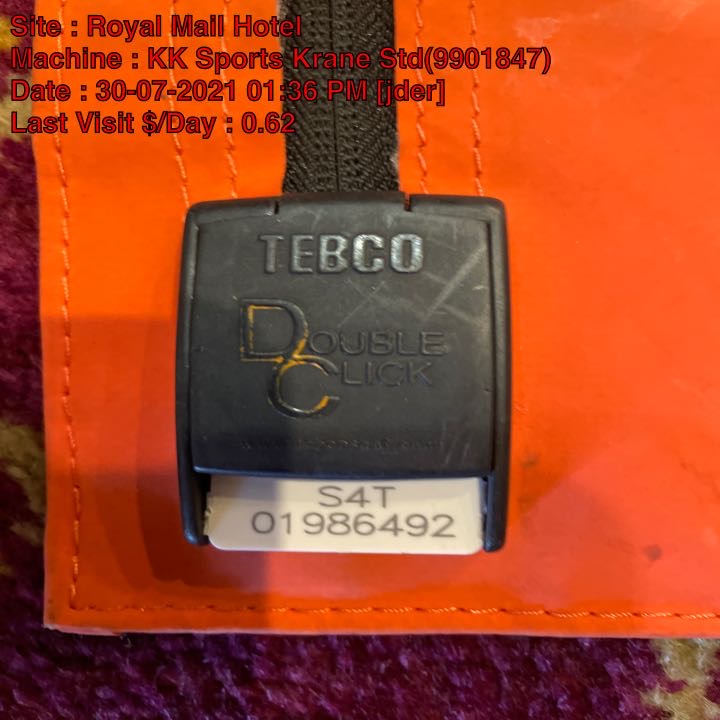 Site : Royal Mail Hotel
Machine : KK Sports Krane Std(9901847)
Date : 30-07-2021 01:36 PM [jder]
Last Visit $/Day : 0.62
TEBCO
DOUBLE
CLICK
S4T
01986492